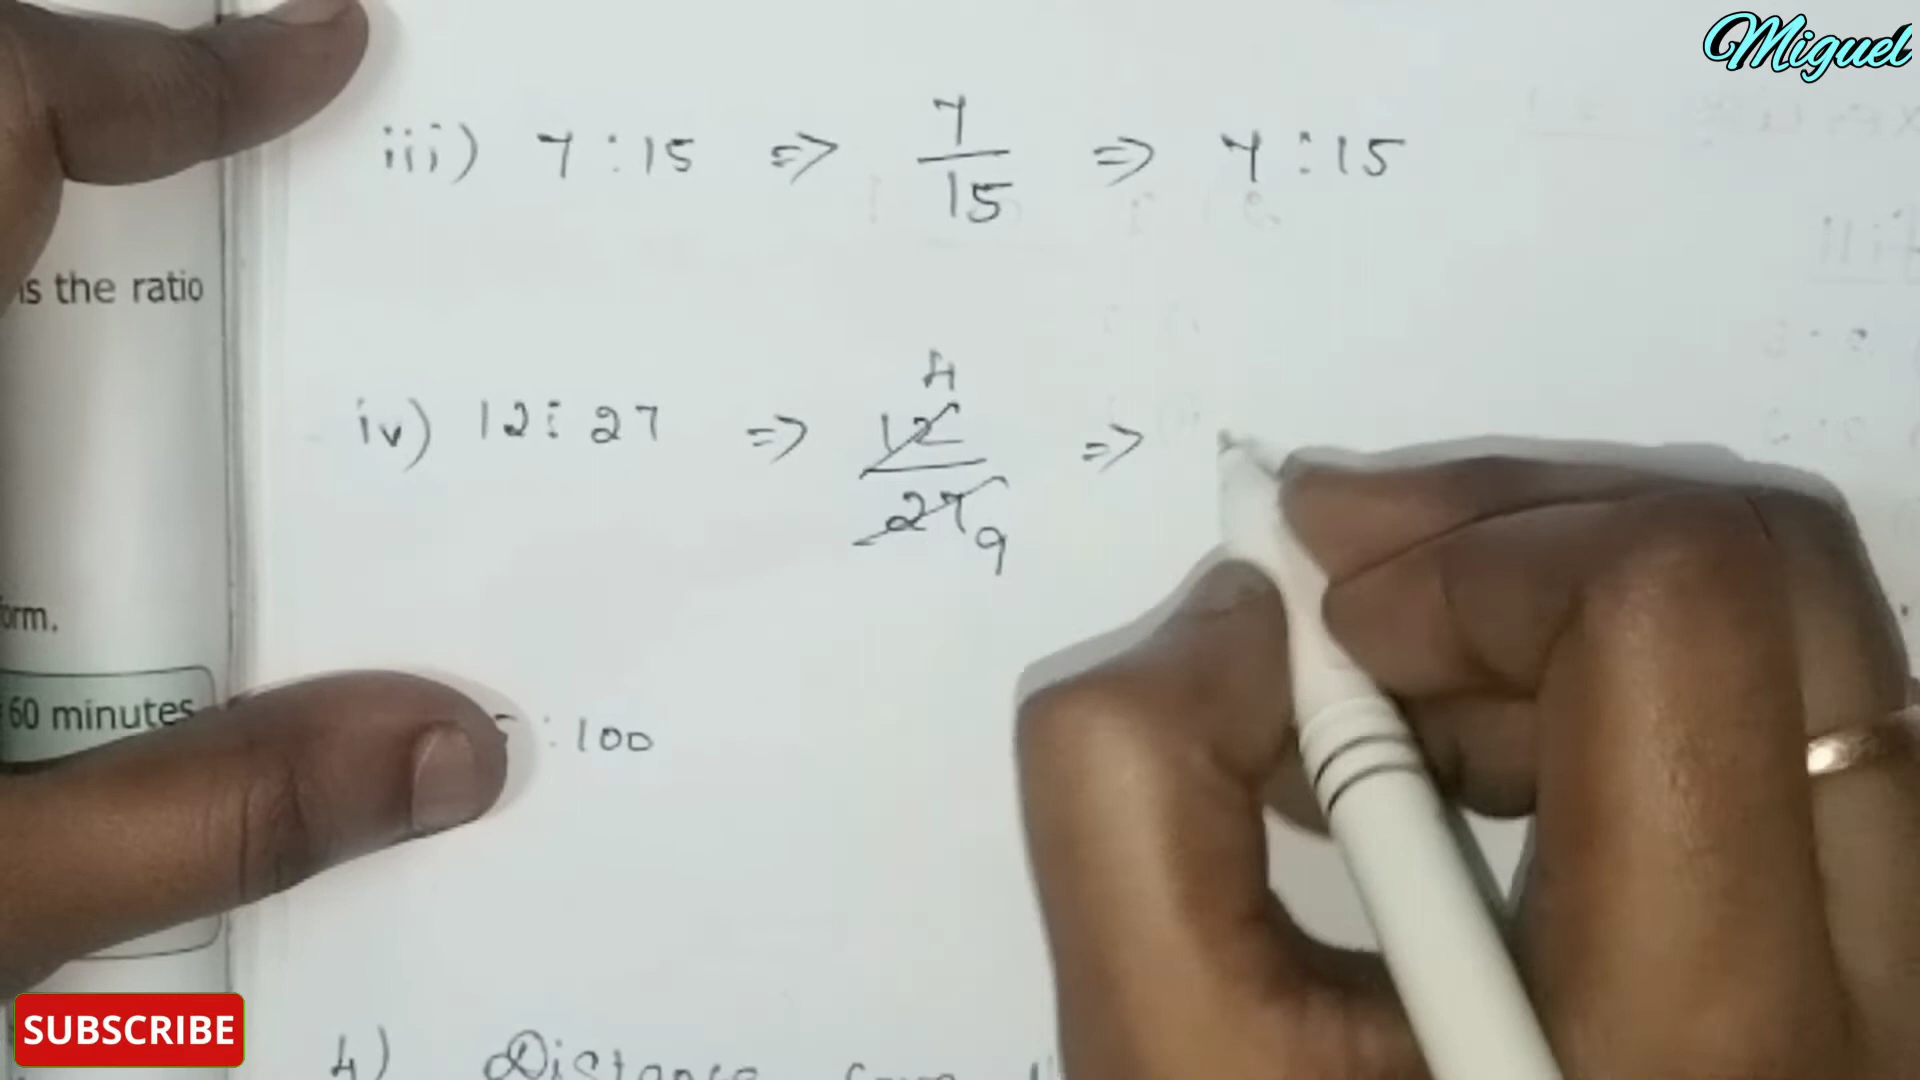 Miguel
iii) 7 : 15 => 7/15 => 7 : 15
is the ratio
iv) 12 : 27 => 12/27 4 9 =>
orm.
60 minutes
: 100
SUBSCRIBE
4) Distance